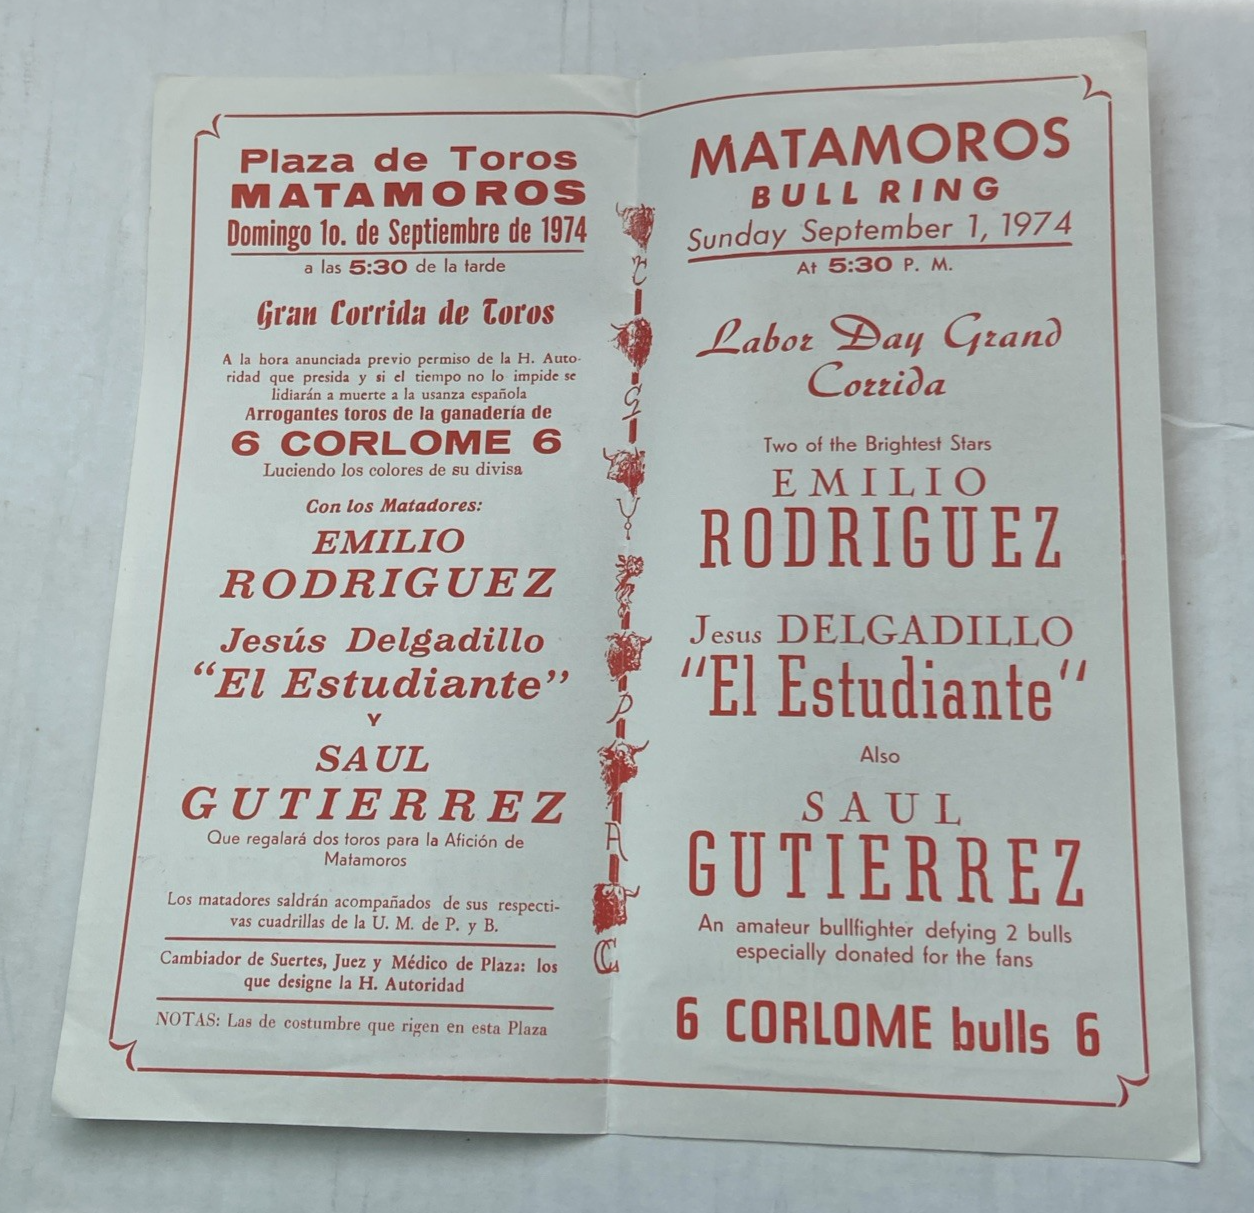 Plaza de Toros
MATAMOROS
Domingo 1o. de Septiembre de 1974
a las 5:30 de la tarde
Gran Corrida de Toros
A la hora anunciada previo permiso de la H. Auto-
ridad que presida y si el tiempo no lo impide se
lidiarán a muerte a la usanza española
Arrogantes toros de la ganadería de
6 CORLOME 6
Luciendo los colores de su divisa
Con los Matadores:
EMILIO
RODRIGUEZ
Jesús Delgadillo
"El Estudiante"
Y
SAUL
GUTIERREZ
Que regalará dos toros para la Afición de
Matamoros
Los matadores saldrán acompañados de sus respecti-
vas cuadrillas de la U. M. de P. y B.
Cambiador de Suertes, Juez y Médico de Plaza: los
que designe la H. Autoridad
NOTAS: Las de costumbre que rigen en esta Plaza
MATAMOROS
BULL RING
Sunday September 1, 1974
At 5:30 P. M.
Labor Day Grand
Corrida
Two of the Brightest Stars
EMILIO
RODRIGUEZ
Jesus DELGADILLO
"El Estudiante"
Also
SAUL
GUTIERREZ
An amateur bullfighter defying 2 bulls
especially donated for the fans
6 CORLOME bulls 6